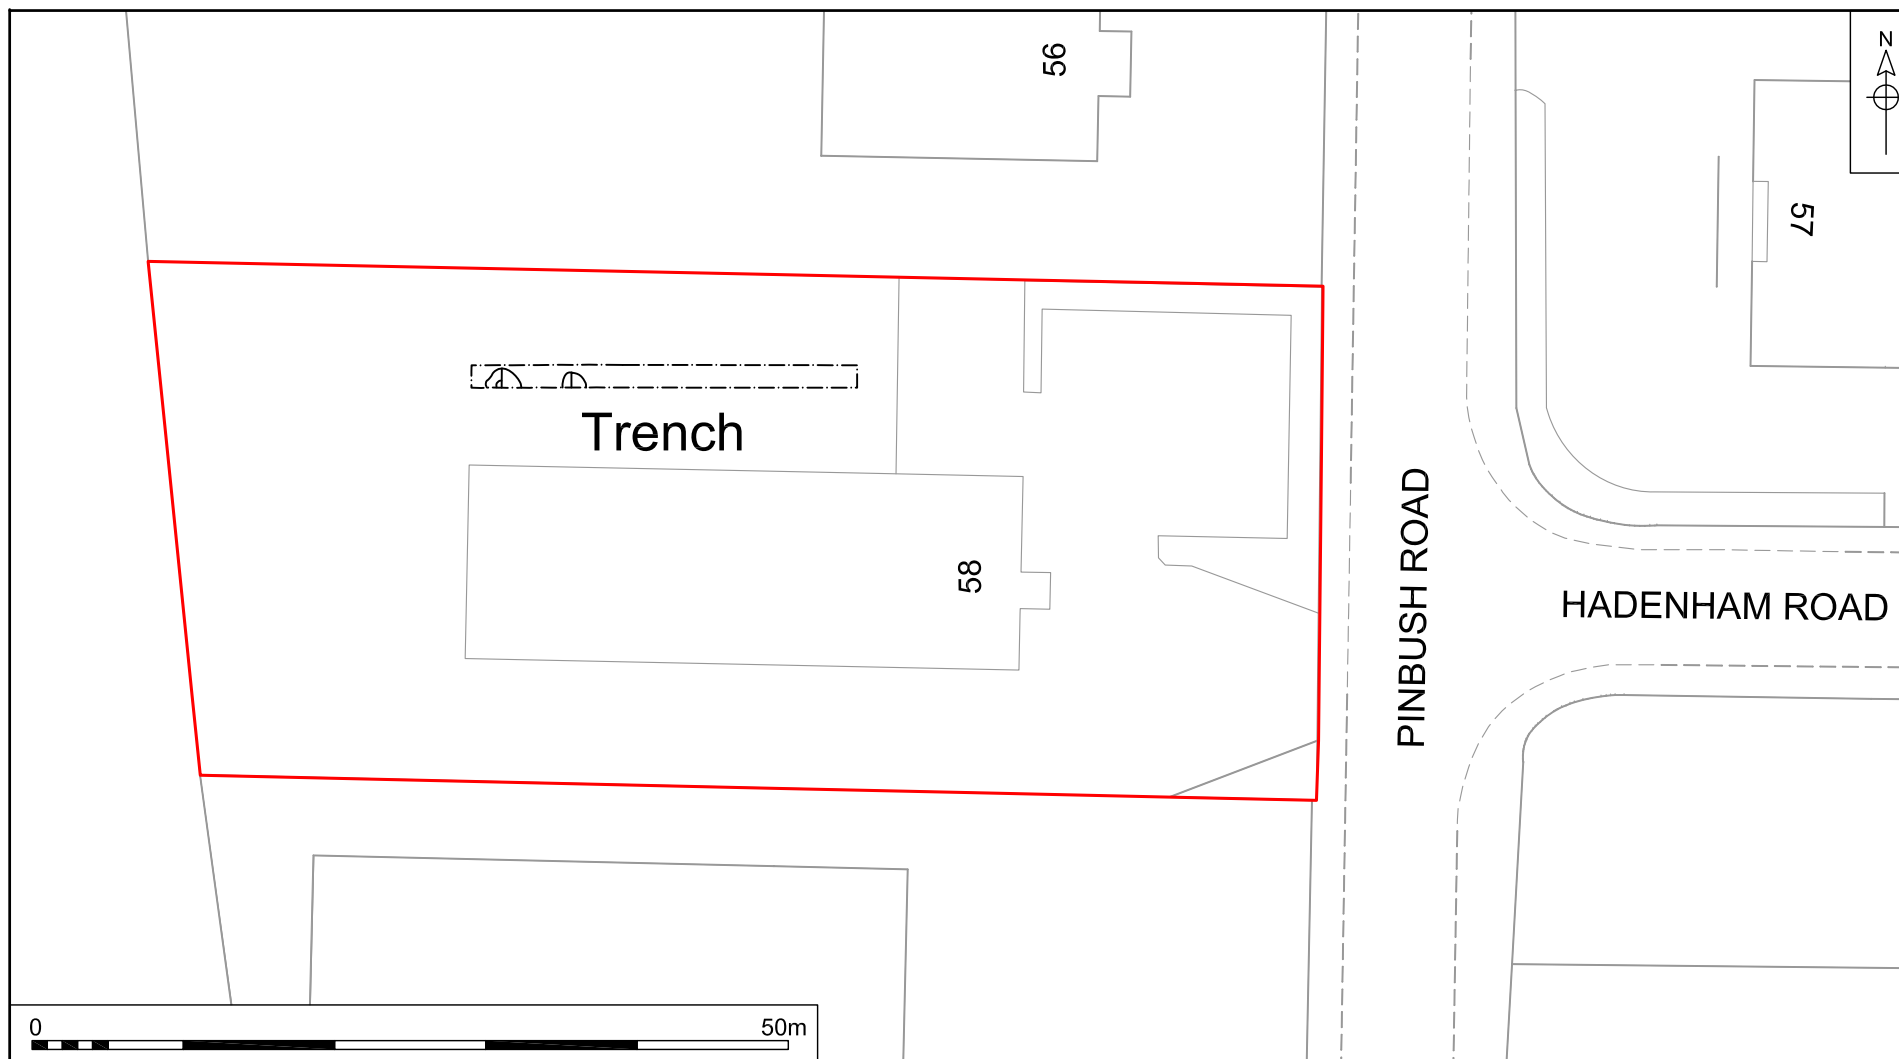 56
N
57
Trench
58
PINBUSH ROAD
HADENHAM ROAD
0 50m